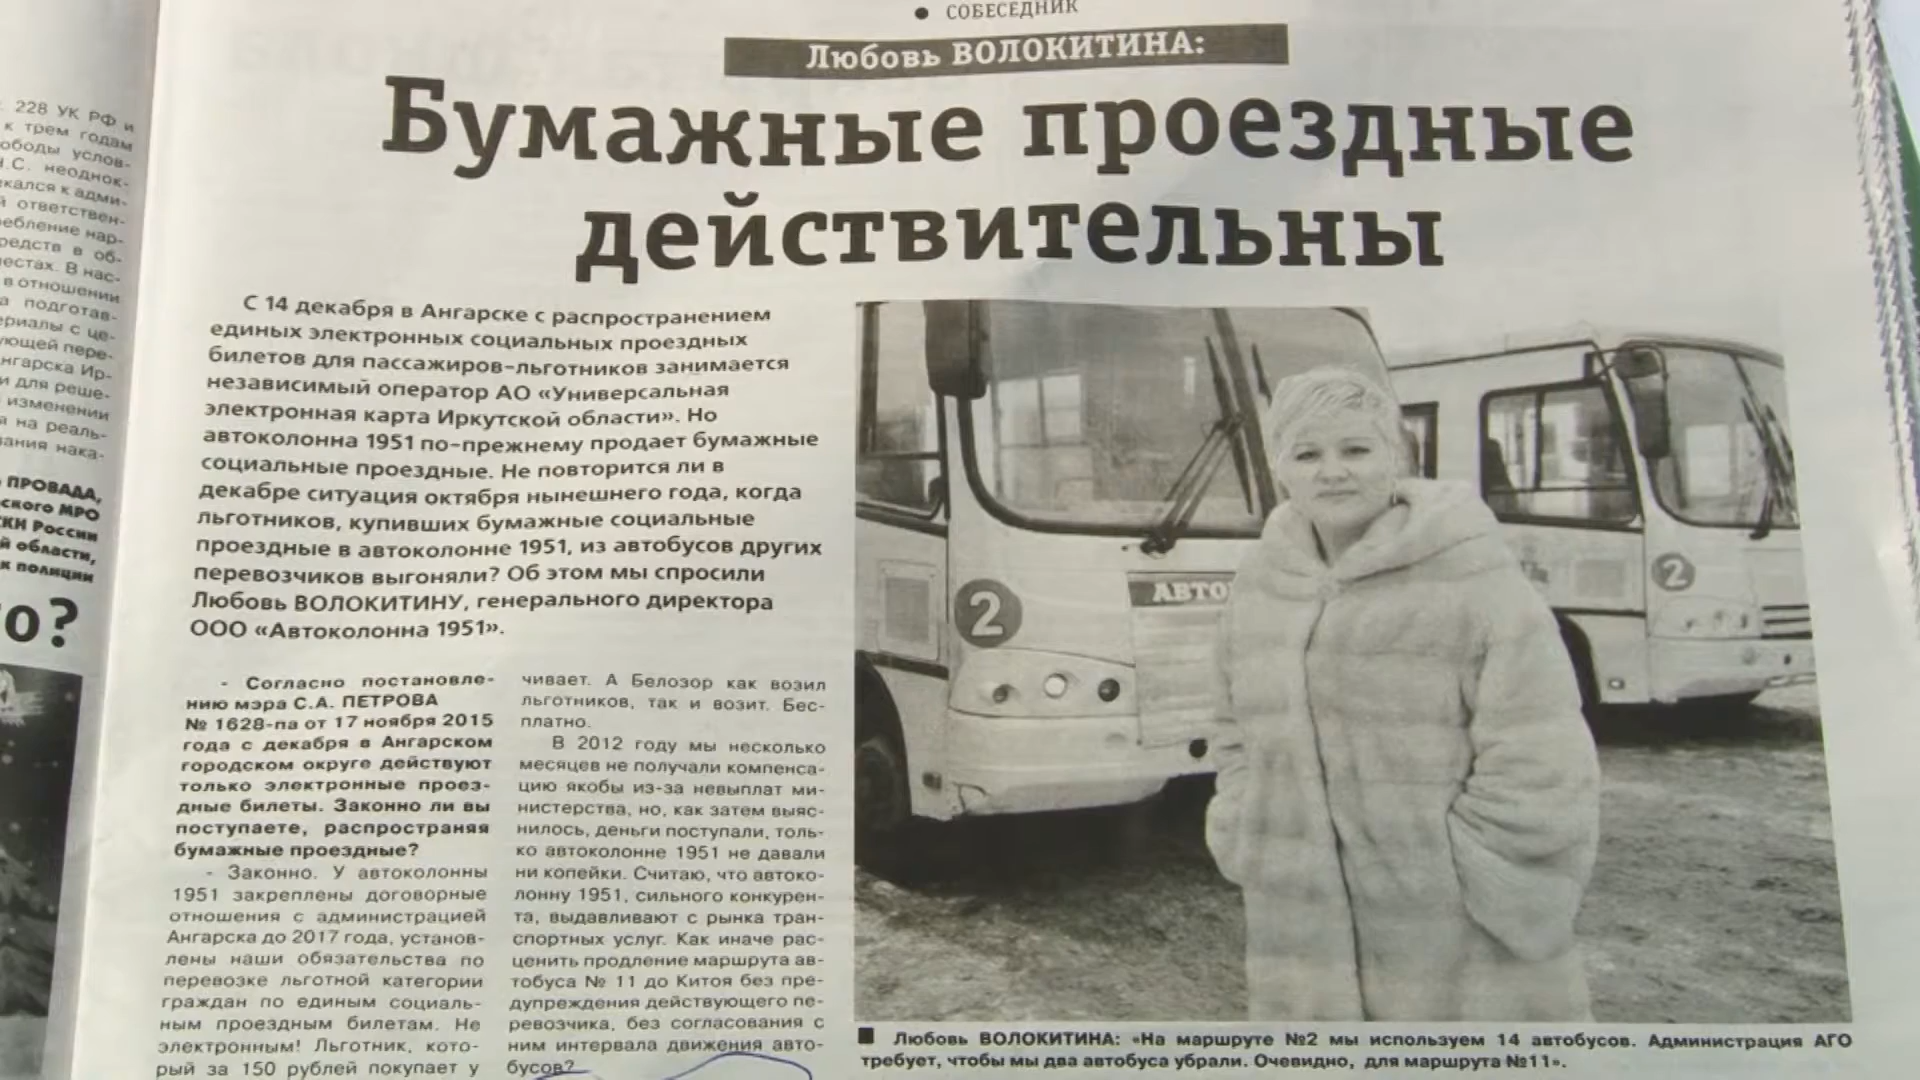 СОБЕСЕДНИК
Любовь ВОЛОКИТИНА:
Бумажные проездные
действительны
228 УК РФ и
к трем годам
ободы услов-
неоднок-
екался к адми-
й ответствен-
ебление нар-
редств в об-
местах. В нас-
в отношении
а подготав-
ериалы с це-
ующей пере-
нгарска Ир-
и для реше-
изменении
й на реаль-
вания нака-
ПРОВАДА,
ского МРО
КН России
й области,
к полиции
о?
С 14 декабря в Ангарске с распространением
единых электронных социальных проездных
билетов для пассажиров-льготников занимается
независимый оператор АО «Универсальная
электронная карта Иркутской области». Но
автоколонна 1951 по-прежнему продает бумажные
социальные проездные. Не повторится ли в
декабре ситуация октября нынешнего года, когда
льготников, купивших бумажные социальные
проездные в автоколонне 1951, из автобусов других
перевозчиков выгоняли? Об этом мы спросили
Любовь ВОЛОКИТИНУ, генерального директора
ООО «Автоколонна 1951».
- Согласно постановле-
нию мэра С.А. ПЕТРОВА
№ 1628-па от 17 ноября 2015
года с декабря в Ангарском
городском округе действуют
только электронные проез-
дные билеты. Законно ли вы
поступаете, распространяя
бумажные проездные?
- Законно. У автоколонны
1951 закреплены договорные
отношения с администрацией
Ангарска до 2017 года, установ-
лены наши обязательства по
перевозке льготной категории
граждан по единым социаль-
ным проездным билетам. Не
электронным! Льготник, кото-
рый за 150 рублей покупает у
чивает. А Белозор как возил
льготников, так и возит. Бес-
платно.
В 2012 году мы несколько
месяцев не получали компенса-
цию якобы из-за невыплат ми-
нистерства, но, как затем выяс-
нилось, деньги поступали, толь-
ко автоколонне 1951 не давали
ни копейки. Считаю, что автоко-
лонну 1951, сильного конкурен-
та, выдавливают с рынка тран-
спортных услуг. Как иначе рас-
ценить продление маршрута ав-
тобуса № 11 до Китоя без пре-
дупреждения действующего пе-
ревозчика, без согласования с
ним интервала движения авто-
бусов?
2
АВТО
2
Любовь ВОЛОКИТИНА: «На маршруте №2 мы используем 14 автобусов. Администрация АГО
требует, чтобы мы два автобуса убрали. Очевидно, для маршрута №11».